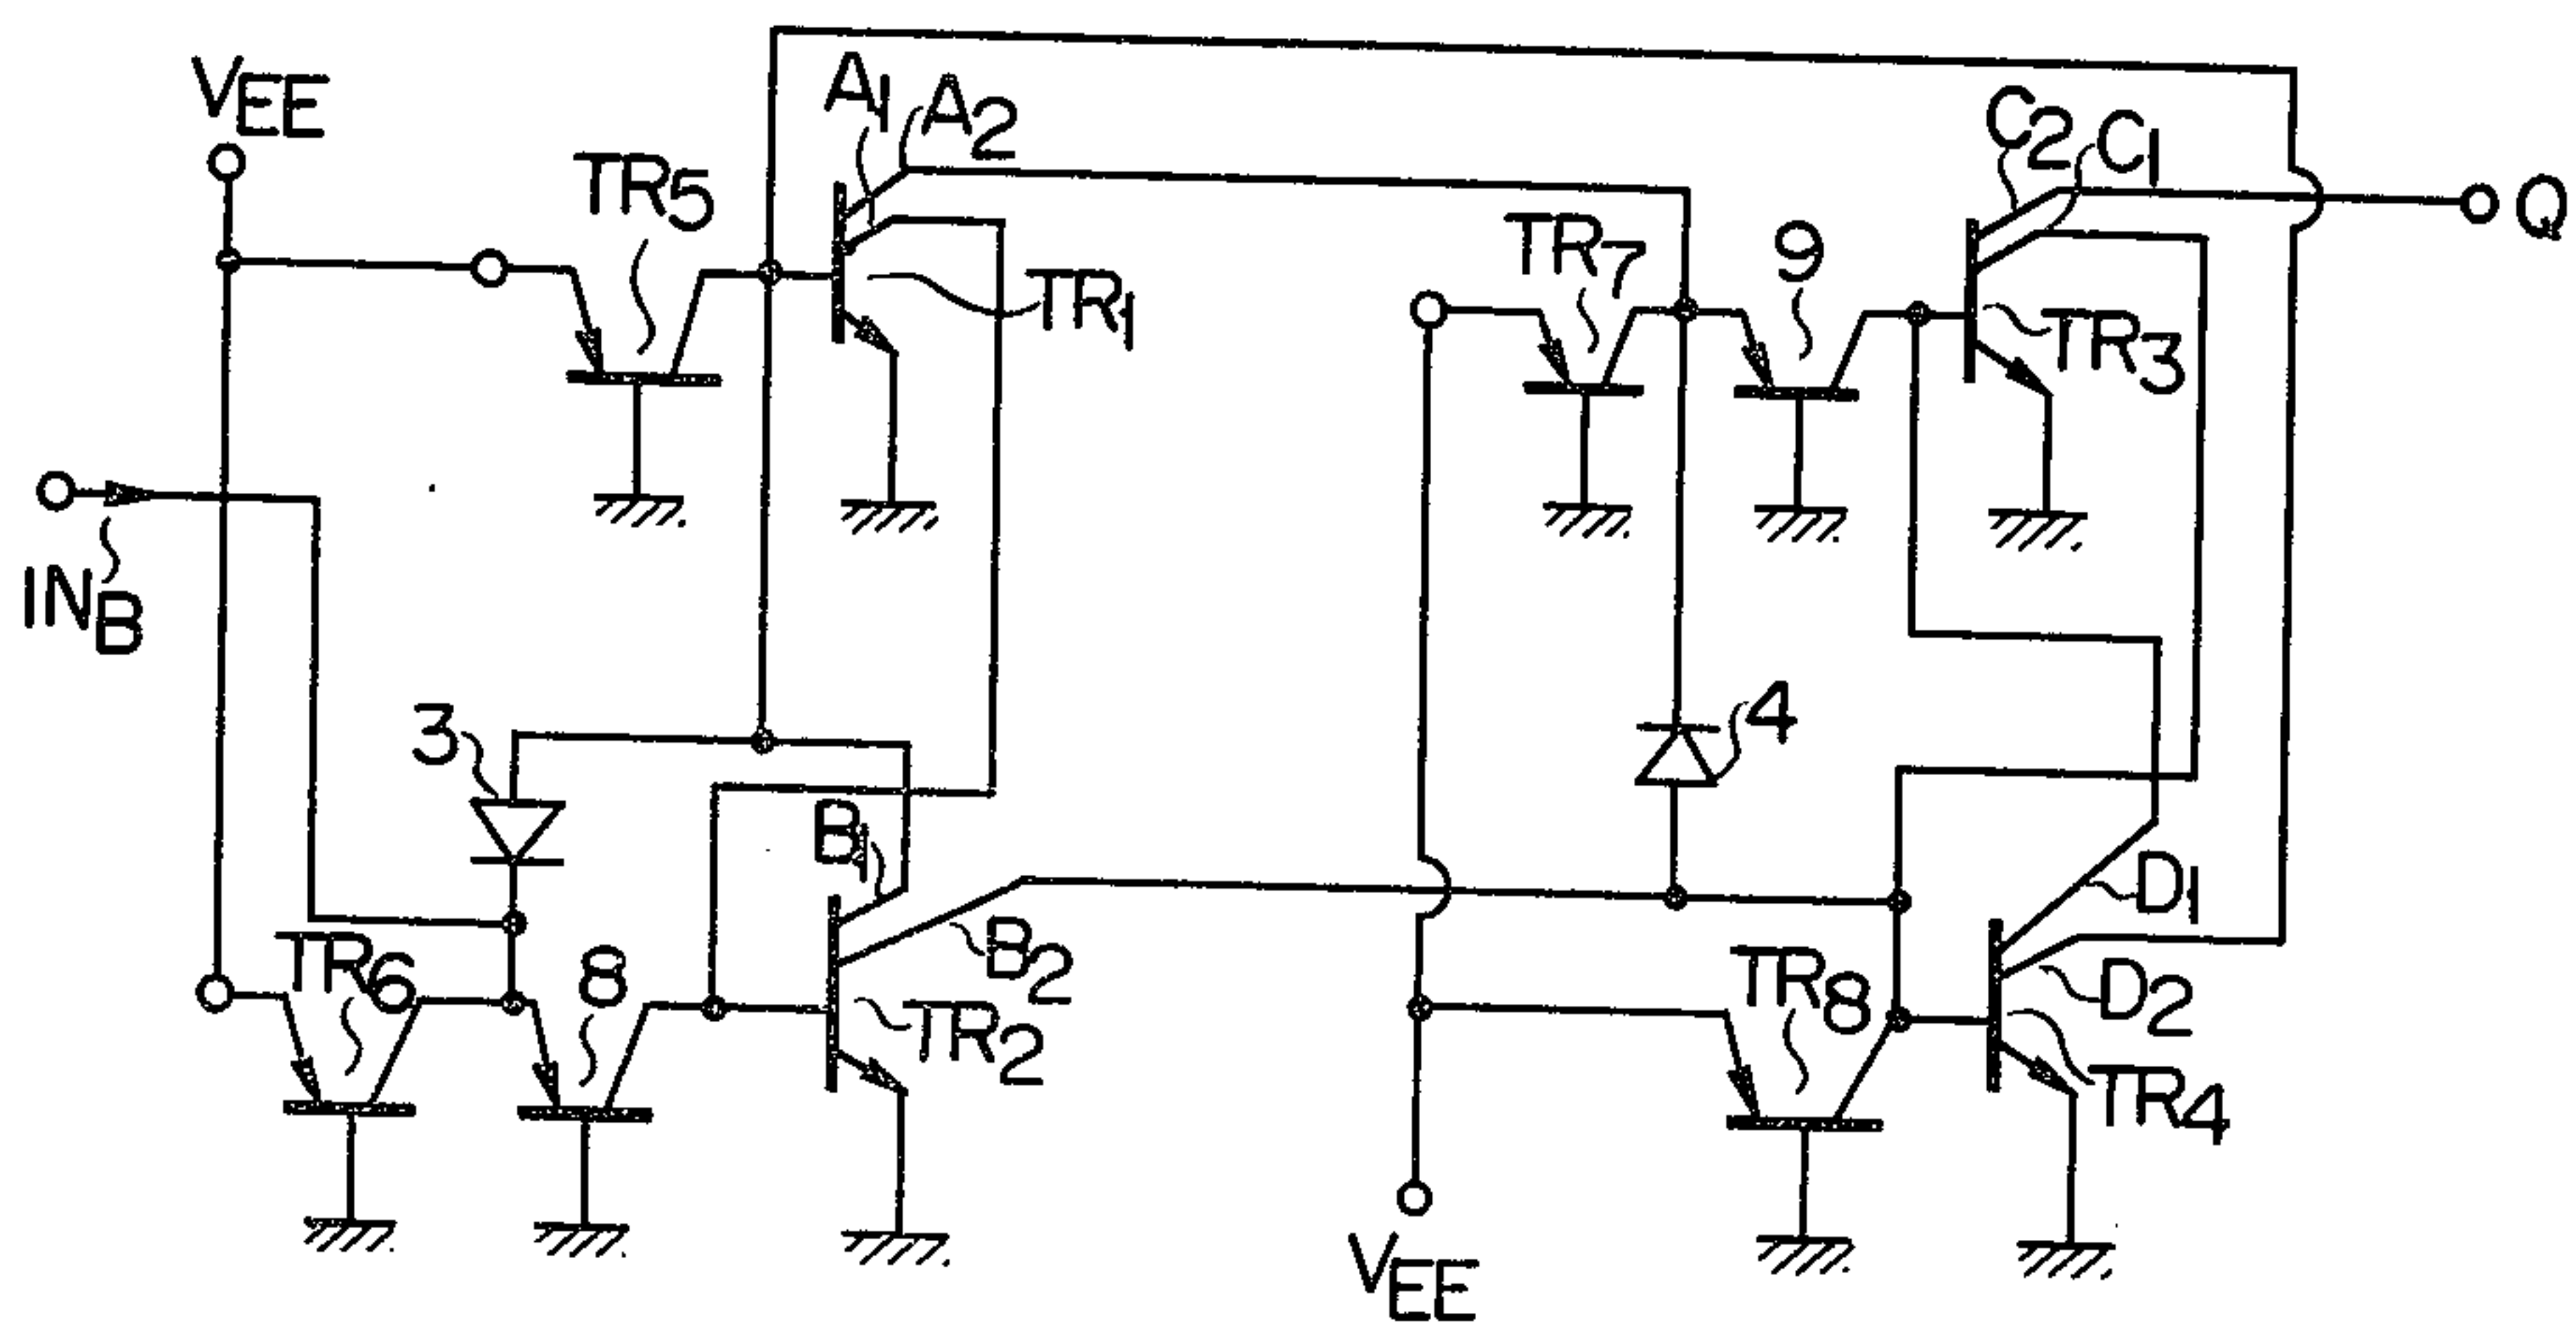 VEE
TR5
A1
A2
C2
C1
Q
TR1
TR7
9
TR3
INB
3
4
B1
D1
B2
D2
TR6
8
TR2
TR8
TR4
VEE